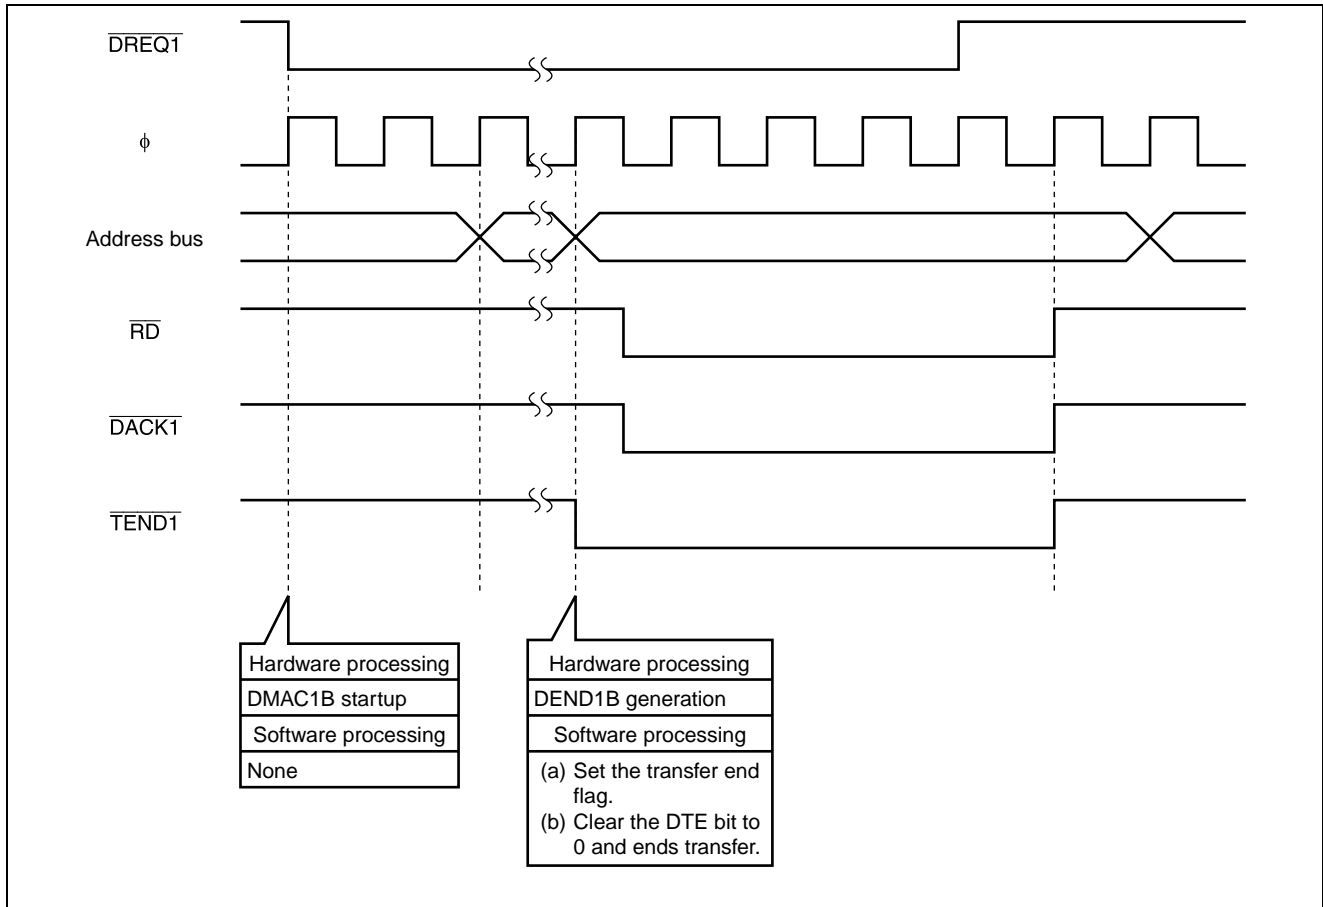 DREQ1
φ
Address bus
RD
DACK1
TEND1
Hardware processing
DMAC1B startup
Software processing
None
Hardware processing
DEND1B generation
Software processing
(a) Set the transfer end
flag.
(b) Clear the DTE bit to
0 and ends transfer.